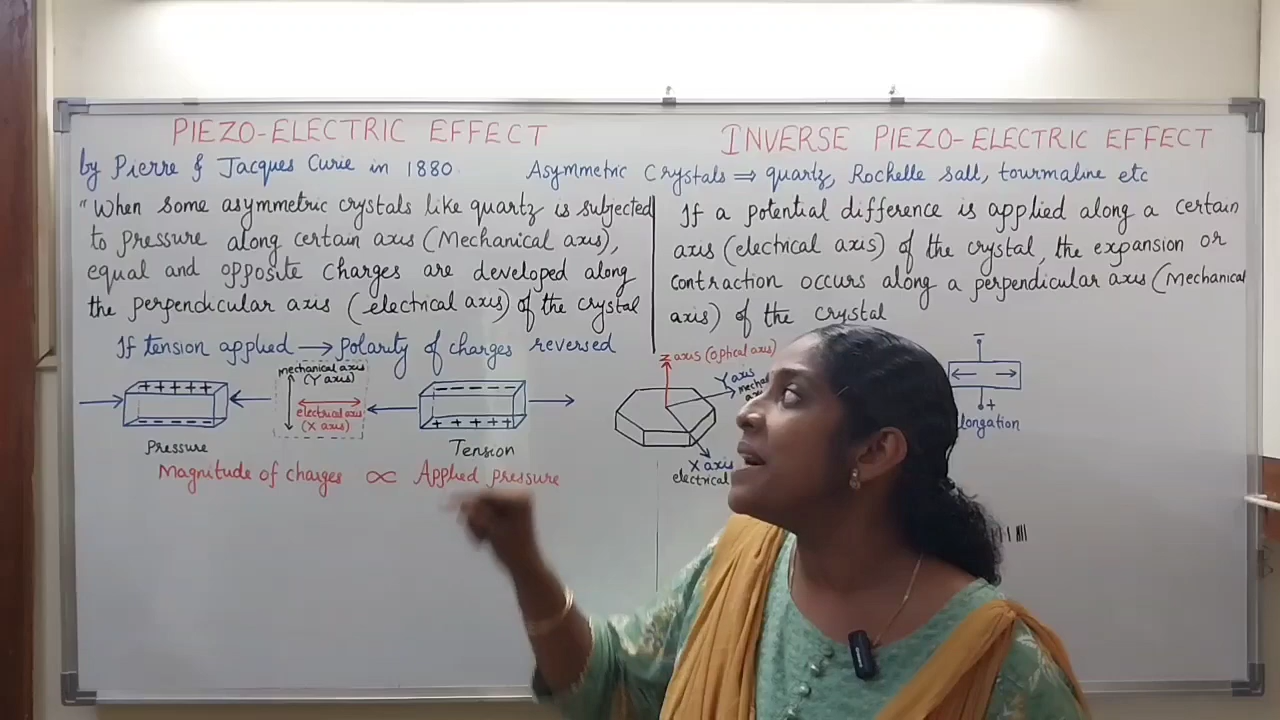 PIEZO-ELECTRIC EFFECT
by Pierre & Jacques Curie in 1880.
"When some asymmetric crystals like quartz is subjected
to pressure along certain axis (Mechanical axis),
equal and opposite charges are developed along
the perpendicular axis (electrical axis) of the crystal
If tension applied → polarity of charges reversed
+++++
Pressure
mechanical axis
(Y axis)
electrical axis
(X axis)
- - - - -
+ + + + +
Tension
Magnitude of charges ∝ Applied pressure
INVERSE PIEZO-ELECTRIC EFFECT
Asymmetric Crystals ⇒ quartz, Rochelle salt, tourmaline etc
If a potential difference is applied along a certain
axis (electrical axis) of the crystal, the expansion or
contraction occurs along a perpendicular axis (Mechanical
axis) of the crystal
Z axis (optical axis)
Y axis
X axis
electrical
-
+
longation